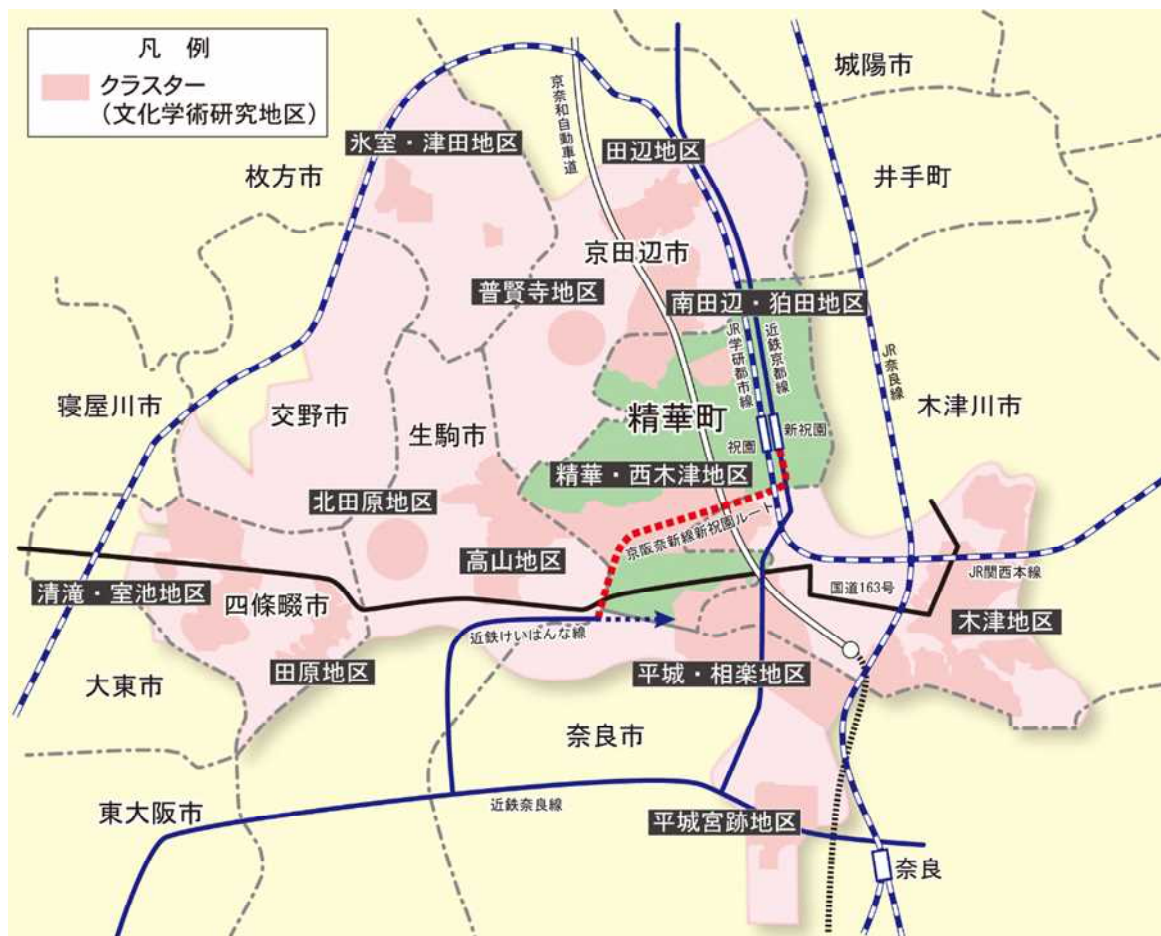 凡 例
クラスター
(文化学術研究地区)
城陽市
京奈和自動車道
氷室・津田地区
田辺地区
枚方市
井手町
京田辺市
普賢寺地区
南田辺・狛田地区
JR学研都市線
近鉄京都線
JR奈良線
寝屋川市
交野市
生駒市
精華町
木津川市
祝園
新祝園
精華・西木津地区
北田原地区
京阪奈新線新祝園ルート
高山地区
JR関西本線
清滝・室池地区
四條畷市
国道163号
木津地区
近鉄けいはんな線
田原地区
平城・相楽地区
大東市
奈良市
東大阪市
近鉄奈良線
平城宮跡地区
奈良